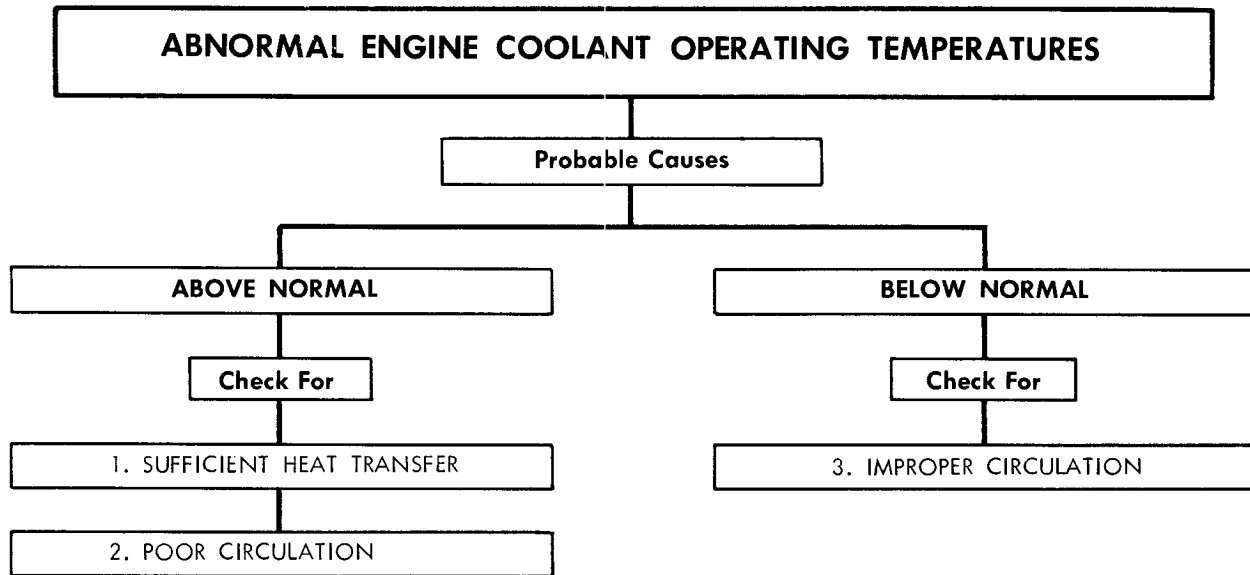 ABNORMAL ENGINE COOLANT OPERATING TEMPERATURES
Probable Causes
ABOVE NORMAL
BELOW NORMAL
Check For
Check For
1. SUFFICIENT HEAT TRANSFER
3. IMPROPER CIRCULATION
2. POOR CIRCULATION